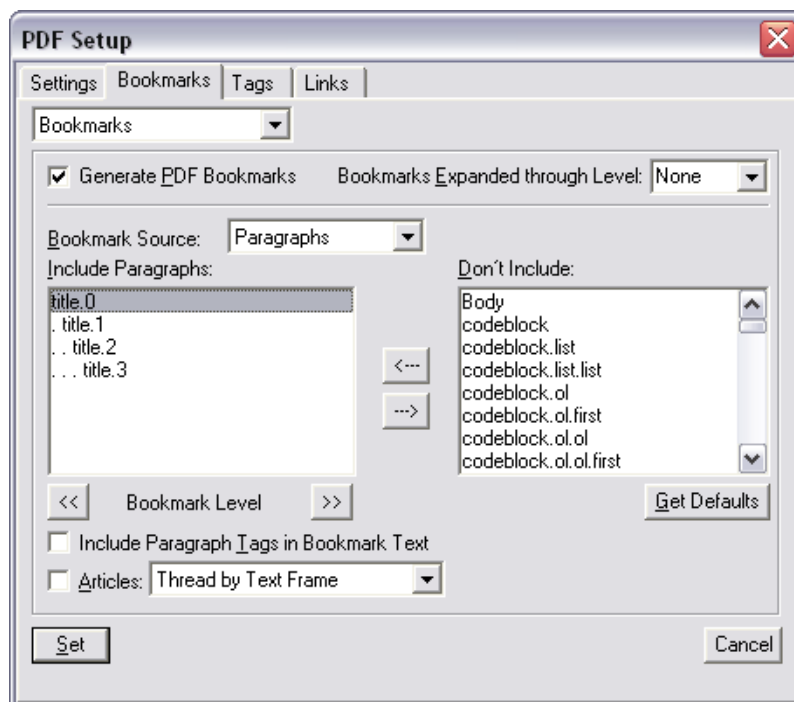 PDF Setup
Settings Bookmarks Tags Links
Bookmarks
Generate PDF Bookmarks Bookmarks Expanded through Level: None
Bookmark Source: Paragraphs
Include Paragraphs: Don´t Include:
title.0
. title.1
. . title.2
. . . title.3
<---
--->
Body
codeblock
codeblock.list
codeblock.list.list
codeblock.ol
codeblock.ol.first
codeblock.ol.ol
codeblock.ol.ol.first
<< Bookmark Level >> Get Defaults
Include Paragraph Tags in Bookmark Text
Articles: Thread by Text Frame
Set Cancel